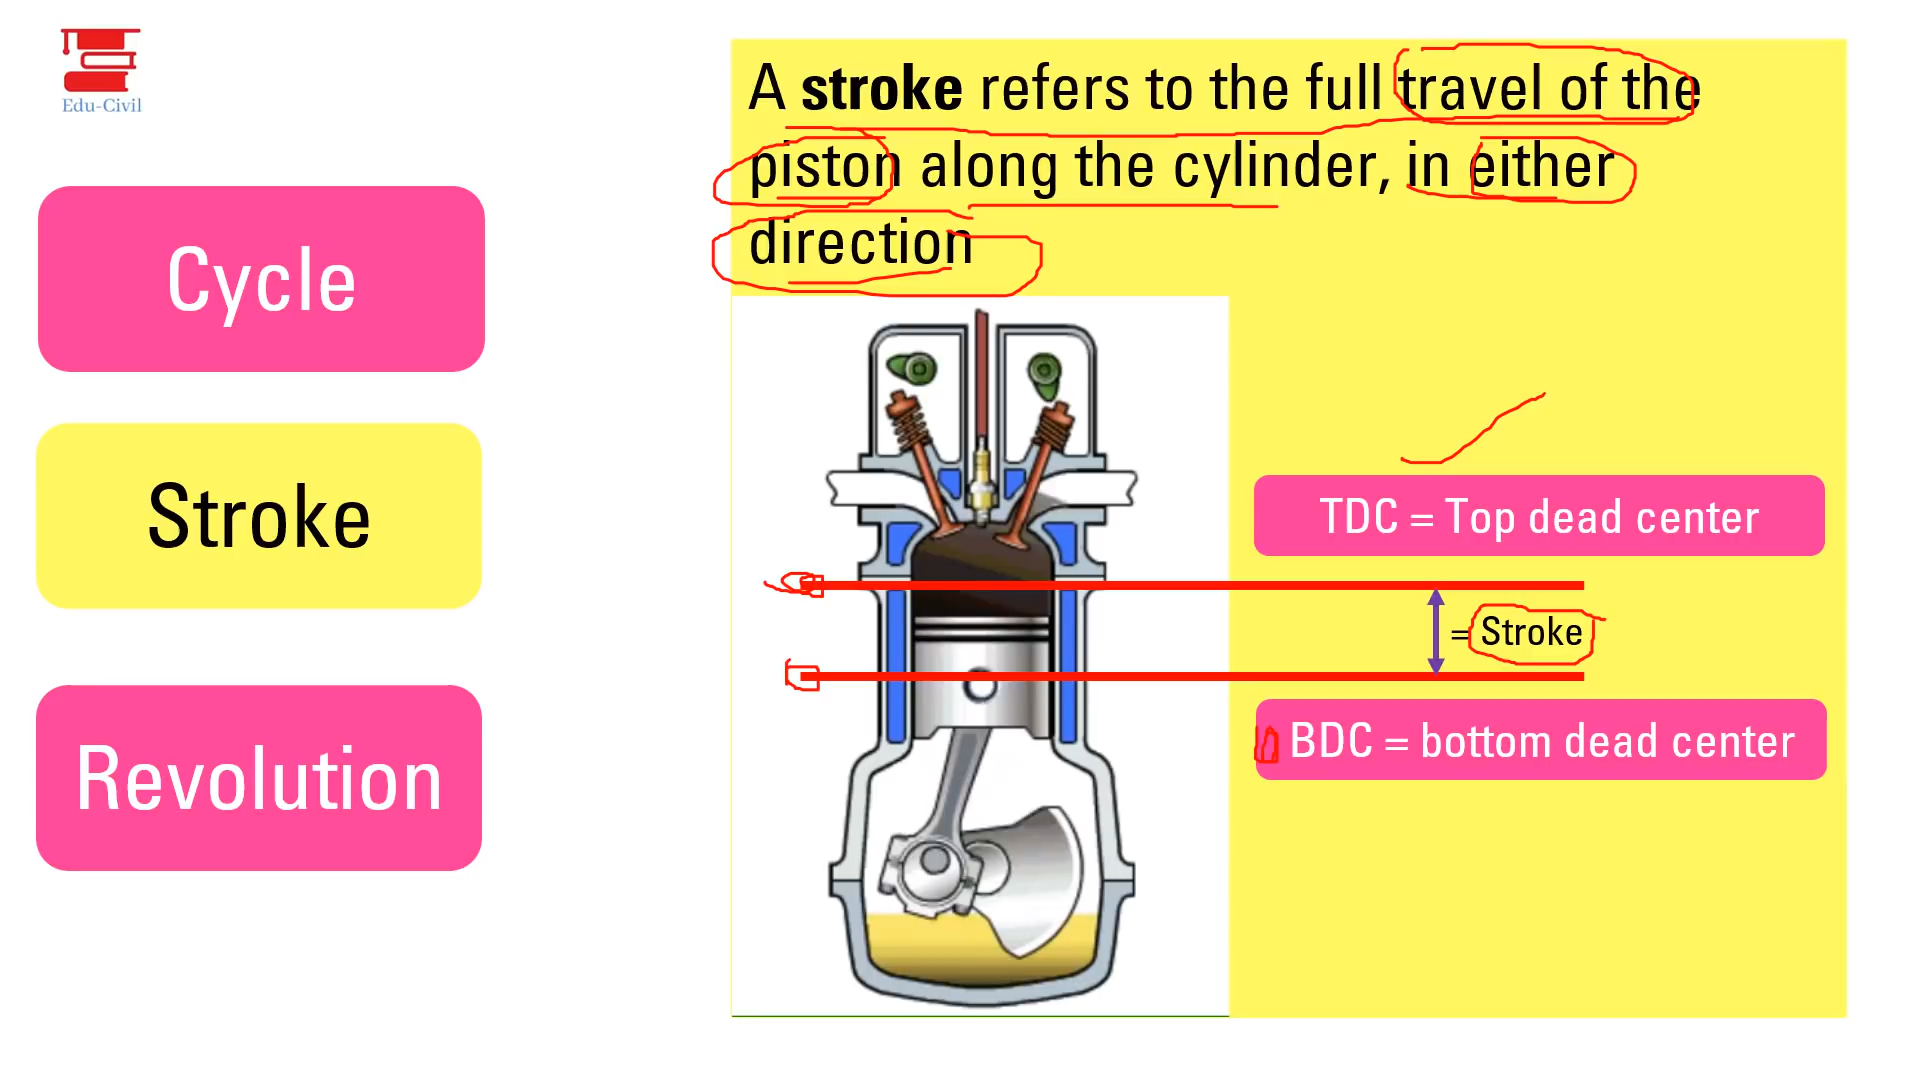 Edu-Civil
Cycle
Stroke
Revolution
A stroke refers to the full travel of the
piston along the cylinder, in either
direction
TDC = Top dead center
= Stroke
BDC = bottom dead center